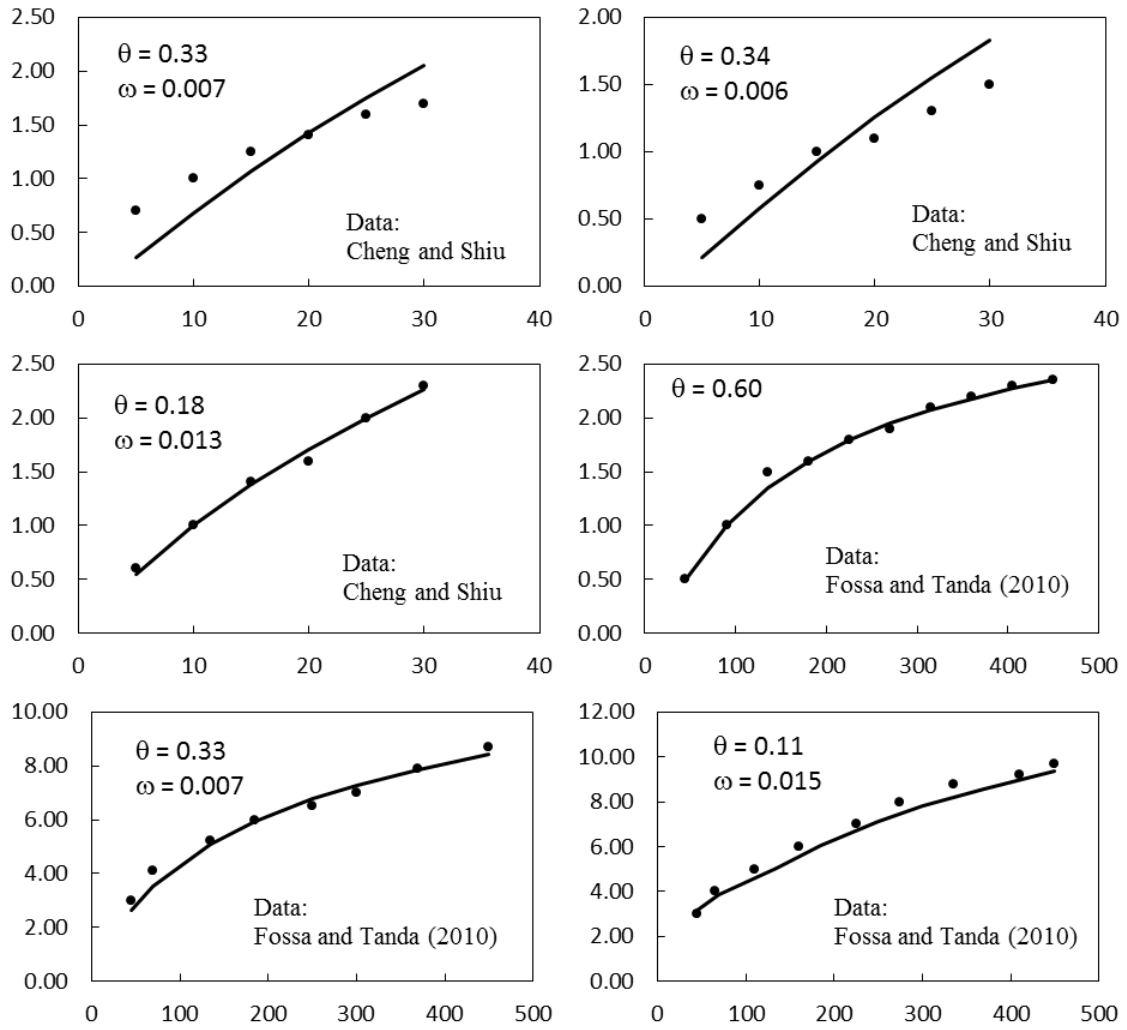 2.50
2.00
1.50
1.00
0.50
0.00
θ = 0.33
ω = 0.007
Data:
Cheng and Shiu
0 10 20 30 40
2.00
1.50
1.00
0.50
0.00
θ = 0.34
ω = 0.006
Data:
Cheng and Shiu
0 10 20 30 40
2.50
2.00
1.50
1.00
0.50
0.00
θ = 0.18
ω = 0.013
Data:
Cheng and Shiu
0 10 20 30 40
2.50
2.00
1.50
1.00
0.50
0.00
θ = 0.60
Data:
Fossa and Tanda (2010)
0 100 200 300 400 500
10.00
8.00
6.00
4.00
2.00
0.00
θ = 0.33
ω = 0.007
Data:
Fossa and Tanda (2010)
0 100 200 300 400 500
12.00
10.00
8.00
6.00
4.00
2.00
0.00
θ = 0.11
ω = 0.015
Data:
Fossa and Tanda (2010)
0 100 200 300 400 500